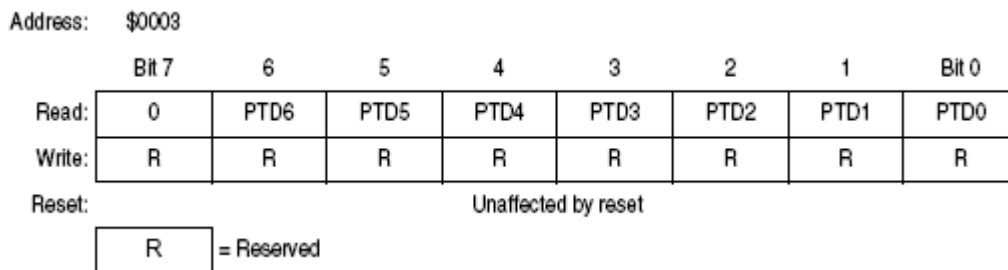 Address: $0003
Bit 7 6 5 4 3 2 1 Bit 0
Read: 0 PTD6 PTD5 PTD4 PTD3 PTD2 PTD1 PTD0
Write: R R R R R R R R
Reset: Unaffected by reset
R = Reserved